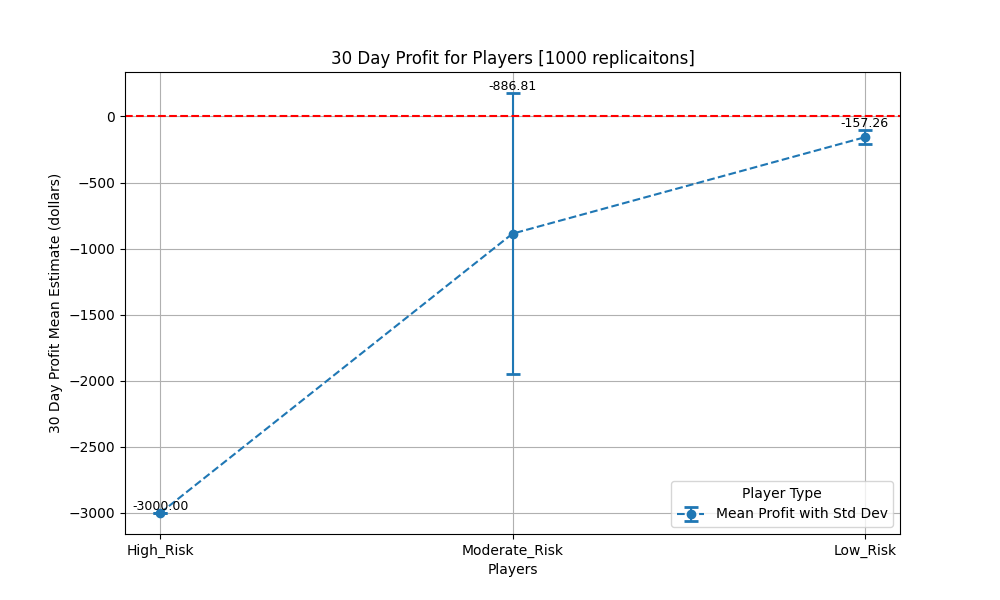 30 Day Profit for Players [1000 replicaitons]
-886.81
-157.26
-3000.00
0
−500
−1000
−1500
−2000
−2500
−3000
30 Day Profit Mean Estimate (dollars)
Player Type
Mean Profit with Std Dev
High_Risk
Moderate_Risk
Low_Risk
Players